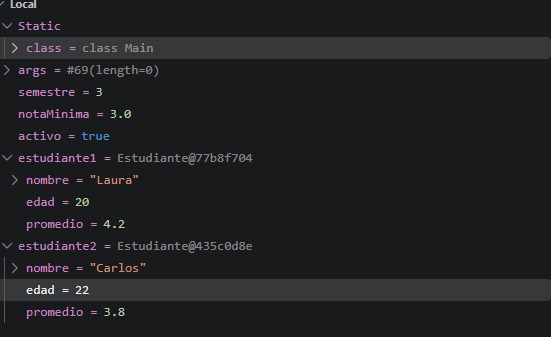 Local
Static
class = class Main
args = #69(length=0)
semestre = 3
notaMinima = 3.0
activo = true
estudiante1 = Estudiante@77b8f704
nombre = "Laura"
edad = 20
promedio = 4.2
estudiante2 = Estudiante@435c0d8e
nombre = "Carlos"
edad = 22
promedio = 3.8